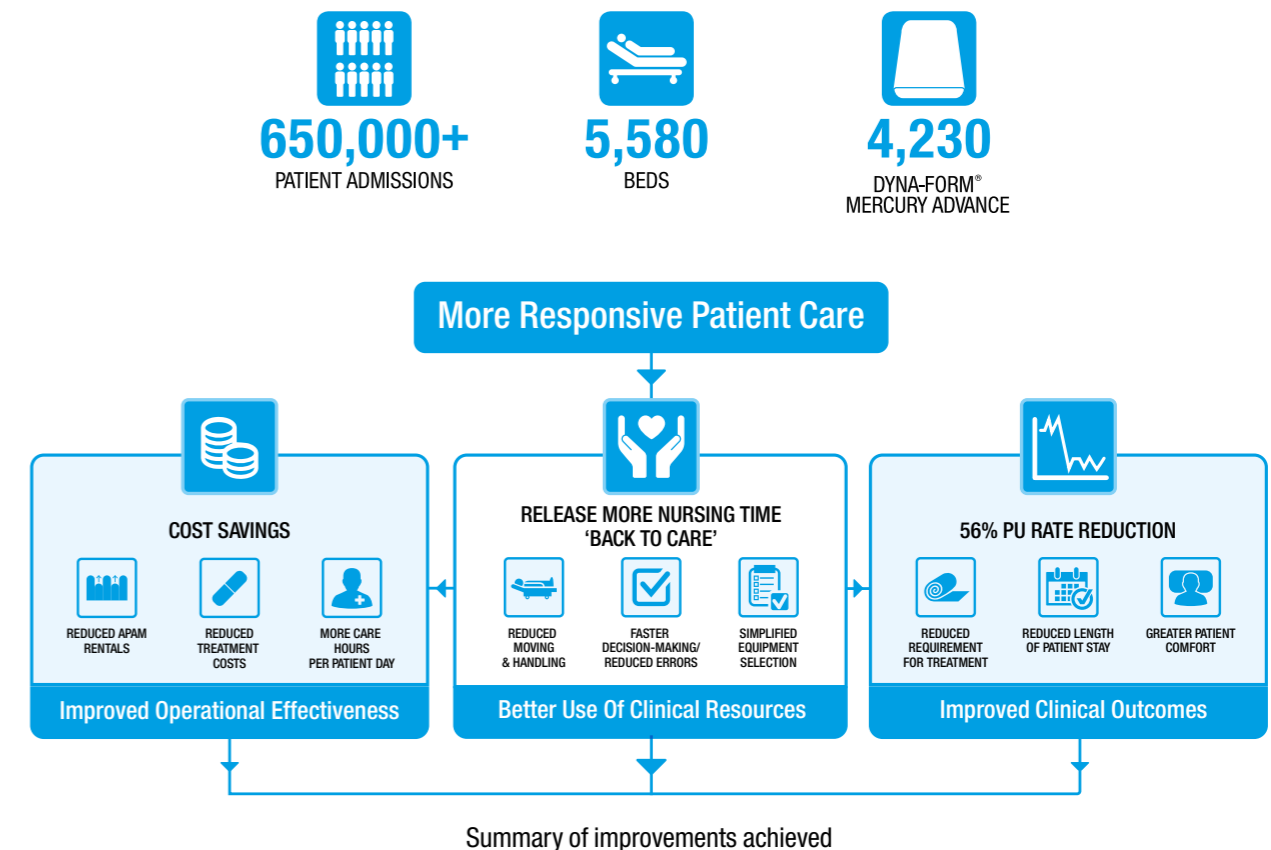 650,000+
PATIENT ADMISSIONS
5,580
BEDS
4,230
DYNA-FORM®
MERCURY ADVANCE
More Responsive Patient Care
COST SAVINGS
REDUCED APAM
RENTALS
REDUCED
TREATMENT
COSTS
MORE CARE
HOURS
PER PATIENT DAY
Improved Operational Effectiveness
RELEASE MORE NURSING TIME
‘BACK TO CARE’
REDUCED
MOVING
& HANDLING
FASTER
DECISION-MAKING/
REDUCED ERRORS
SIMPLIFIED
EQUIPMENT
SELECTION
Better Use Of Clinical Resources
56% PU RATE REDUCTION
REDUCED
REQUIREMENT
FOR TREATMENT
REDUCED LENGTH
OF PATIENT STAY
GREATER PATIENT
COMFORT
Improved Clinical Outcomes
Summary of improvements achieved